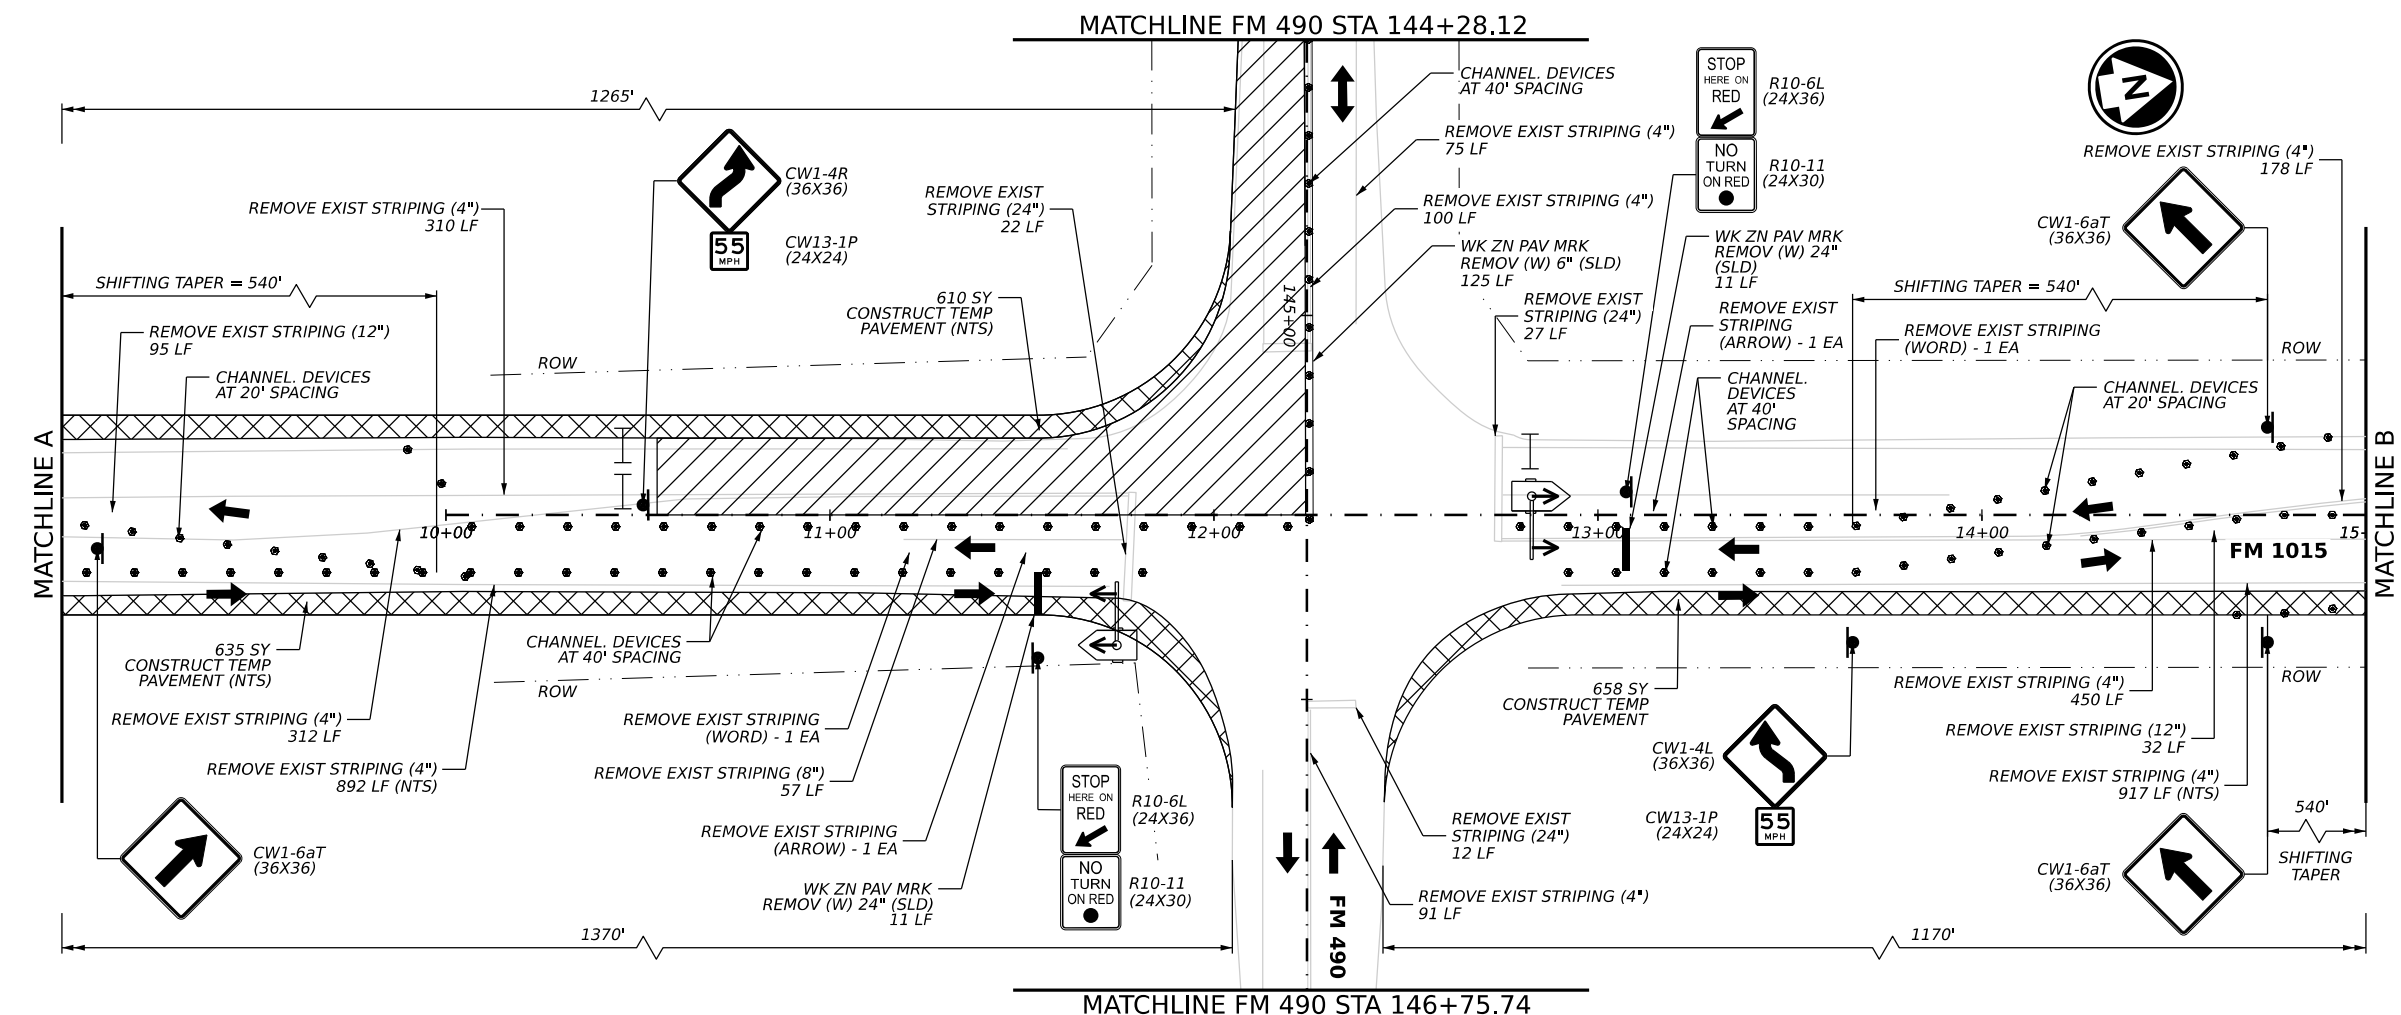 MATCHLINE FM 490 STA 144+28.12
1265'
CW1-4R
(36X36)
55
MPH
CW13-1P
(24X24)
REMOVE EXIST STRIPING (4")
310 LF
REMOVE EXIST
STRIPING (24")
22 LF
SHIFTING TAPER = 540'
610 SY
CONSTRUCT TEMP
PAVEMENT (NTS)
REMOVE EXIST STRIPING (12")
95 LF
CHANNEL. DEVICES
AT 20' SPACING
ROW
CHANNEL. DEVICES
AT 40' SPACING
REMOVE EXIST STRIPING (4")
75 LF
REMOVE EXIST STRIPING (4")
100 LF
WK ZN PAV MRK
REMOV (W) 6" (SLD)
125 LF
145+00
STOP
HERE ON
RED
R10-6L
(24X36)
NO
TURN
ON RED
R10-11
(24X30)
WK ZN PAV MRK
REMOV (W) 24"
(SLD)
11 LF
REMOVE EXIST
STRIPING (24")
27 LF
REMOVE EXIST
STRIPING
(ARROW) - 1 EA
CHANNEL.
DEVICES
AT 40'
SPACING
N
REMOVE EXIST STRIPING (4")
178 LF
CW1-6aT
(36X36)
SHIFTING TAPER = 540'
REMOVE EXIST STRIPING
(WORD) - 1 EA
ROW
CHANNEL. DEVICES
AT 20' SPACING
MATCHLINE A
MATCHLINE B
10+00
11+00
12+00
13+00
14+00
15+
FM 1015
635 SY
CONSTRUCT TEMP
PAVEMENT (NTS)
REMOVE EXIST STRIPING (4")
312 LF
REMOVE EXIST STRIPING (4")
892 LF (NTS)
CW1-6aT
(36X36)
CHANNEL. DEVICES
AT 40' SPACING
ROW
REMOVE EXIST STRIPING
(WORD) - 1 EA
REMOVE EXIST STRIPING (8")
57 LF
REMOVE EXIST STRIPING
(ARROW) - 1 EA
WK ZN PAV MRK
REMOV (W) 24" (SLD)
11 LF
STOP
HERE ON
RED
R10-6L
(24X36)
NO
TURN
ON RED
R10-11
(24X30)
658 SY
CONSTRUCT TEMP
PAVEMENT
CW1-4L
(36X36)
CW13-1P
(24X24)
55
MPH
REMOVE EXIST
STRIPING (24")
12 LF
REMOVE EXIST STRIPING (4")
91 LF
FM 490
REMOVE EXIST STRIPING (4")
450 LF
ROW
REMOVE EXIST STRIPING (12")
32 LF
REMOVE EXIST STRIPING (4")
917 LF (NTS)
540'
SHIFTING
TAPER
CW1-6aT
(36X36)
1370'
1170'
MATCHLINE FM 490 STA 146+75.74